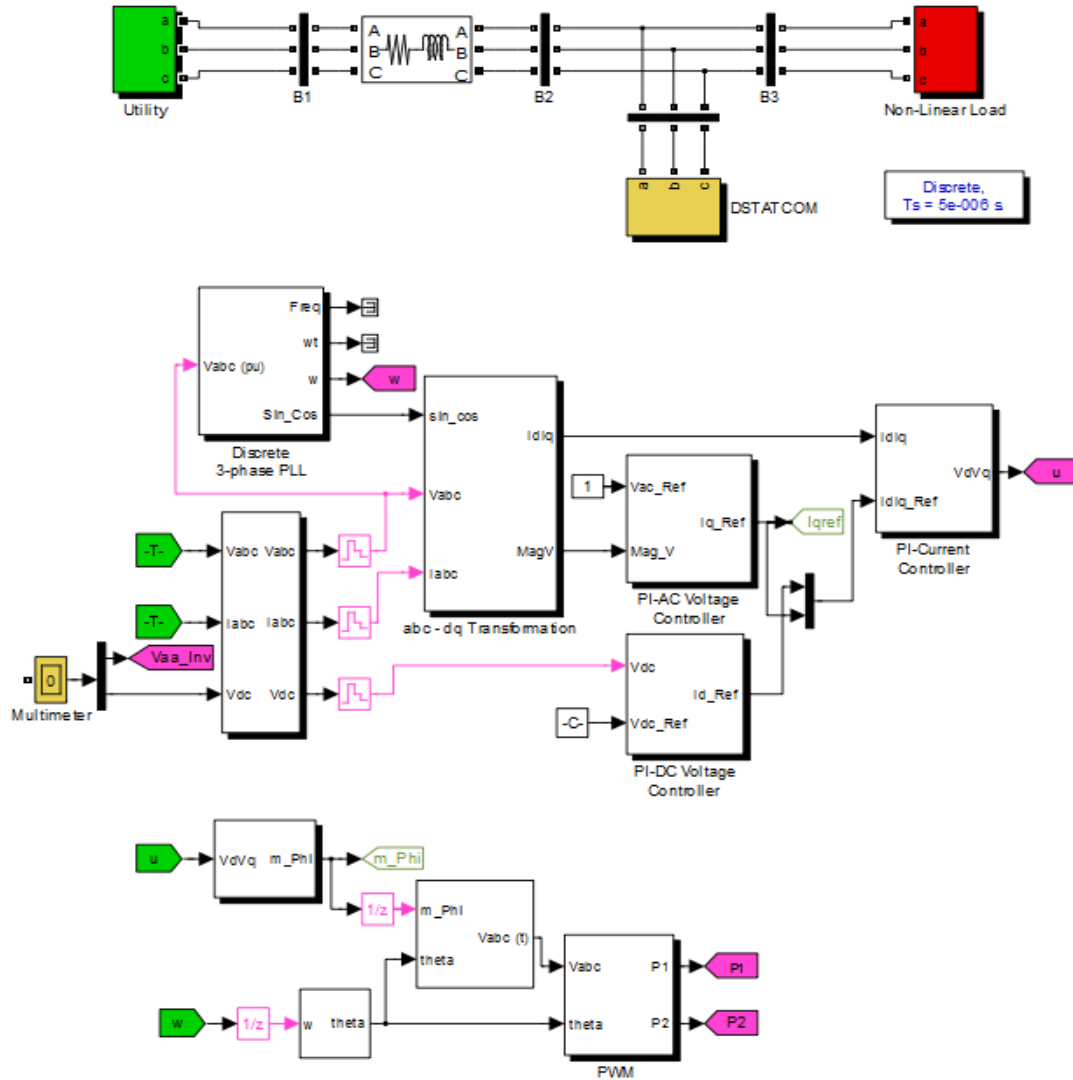 a
b
c
Utility
B1
A
B
C
A
B
C
B2
B3
a
b
c
Non-Linear Load
a
b
c
DSTATCOM
Discrete,
Ts = 5e-006 s.
Vabc (pu)
Freq
wt
w
Sin_Cos
Discrete
3-phase PLL
w
sin_cos
Vabc
Iabc
IdIq
MagV
abc - dq Transformation
1
Vac_Ref
Mag_V
Iq_Ref
PI-AC Voltage
Controller
Iqref
IdIq
IdIq_Ref
VdVq
PI-Current
Controller
u
-T-
-T-
Vaa_Inv
0
Multimeter
Vabc
Iabc
Vdc
Vabc
Iabc
Vdc
-C-
Vdc
Vdc_Ref
Id_Ref
PI-DC Voltage
Controller
u
VdVq
m_Phi
m_Phi
1/z
m_Phi
theta
Vabc (t)
w
1/z
w
theta
Vabc
theta
P1
P2
PWM
P1
P2